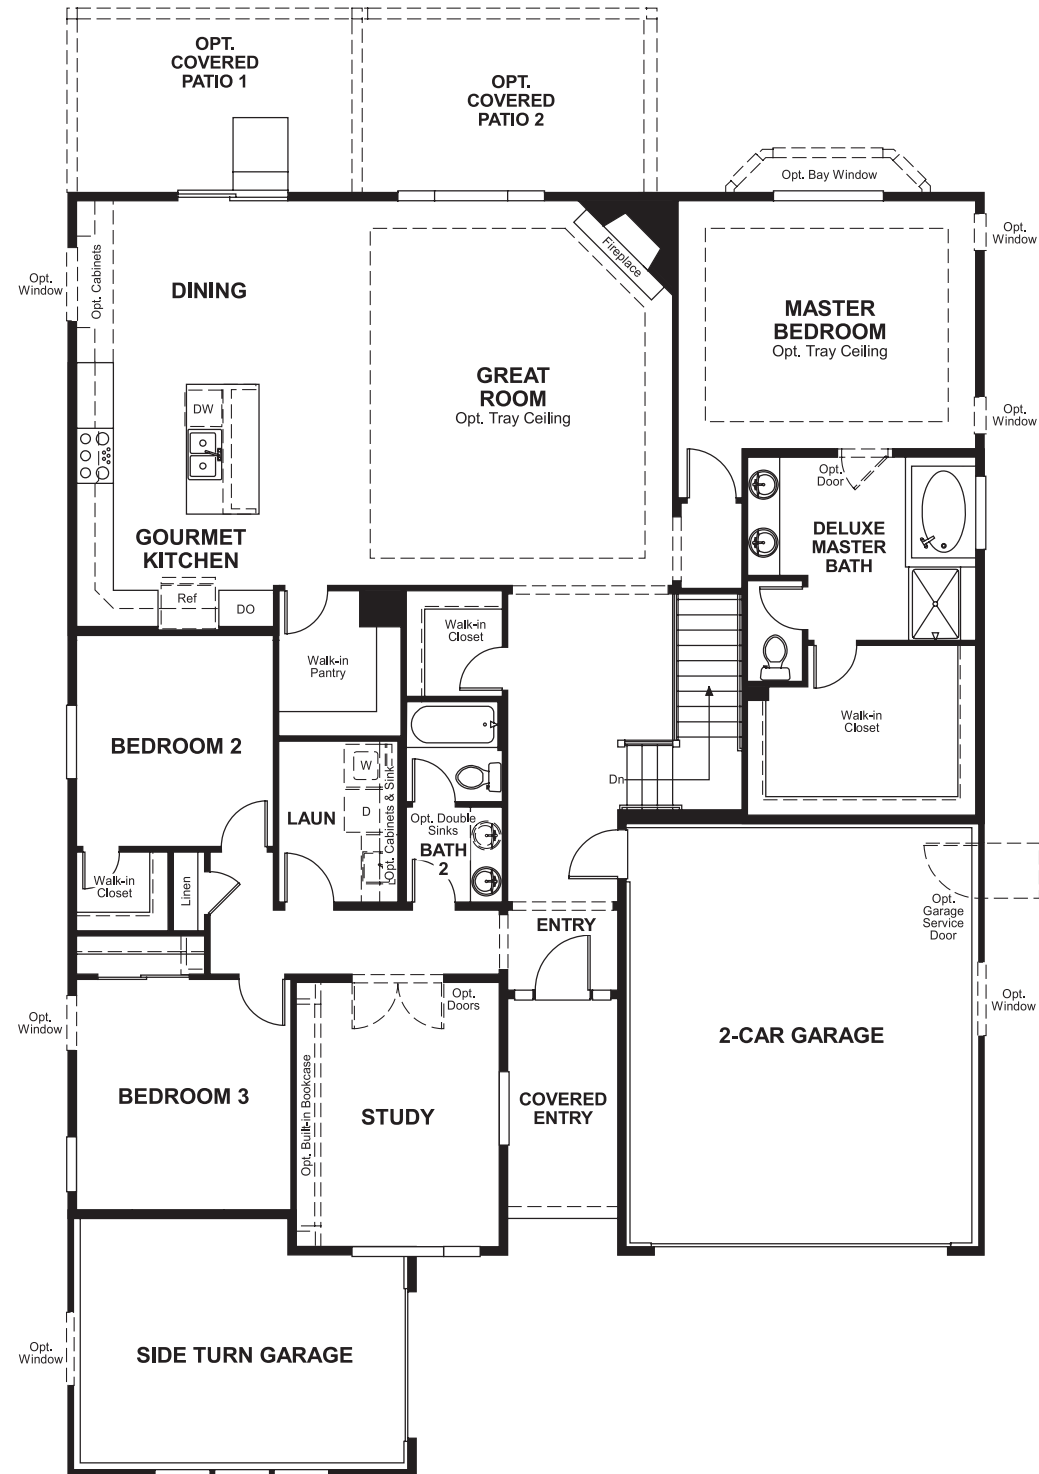 OPT.
COVERED
PATIO 1
OPT.
COVERED
PATIO 2
Opt. Bay Window
Opt.
Window
Opt.
Window
Opt. Cabinets
DINING
Fireplace
MASTER
BEDROOM
Opt. Tray Ceiling
GREAT
ROOM
Opt. Tray Ceiling
DW
Opt.
Window
Opt.
Door
DELUXE
MASTER
BATH
GOURMET
KITCHEN
Ref
DO
Walk-in
Closet
Walk-in
Pantry
Walk-in
Closet
BEDROOM 2
W
D
Opt. Cabinets & Sink
LAUN
Dn
Opt. Double
Sinks
BATH
2
Walk-in
Closet
Linen
ENTRY
Opt.
Garage
Service
Door
Opt.
Window
Opt.
Doors
Opt.
Window
2-CAR GARAGE
BEDROOM 3
Opt. Built-in Bookcase
STUDY
COVERED
ENTRY
Opt.
Window
SIDE TURN GARAGE